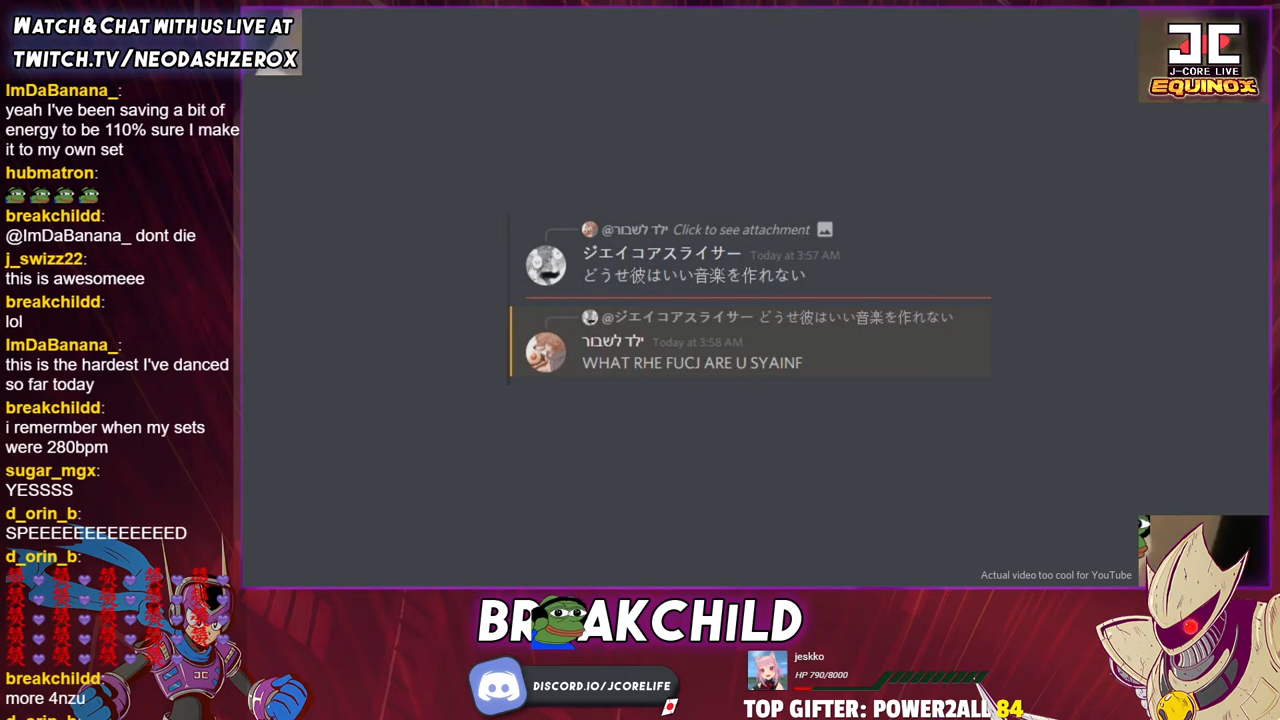 WATCH & CHAT WITH US LIVE AT
TWITCH.TV/NEODASHZEROX
ImDaBanana_:
yeah I've been saving a bit of
energy to be 110% sure I make
it to my own set
hubmatron:
breakchildd:
@ImDaBanana_ dont die
j_swizz22:
this is awesomeee
breakchildd:
lol
ImDaBanana_:
this is the hardest I've danced
so far today
breakchildd:
i remermber when my sets
were 280bpm
sugar_mgx:
YESSSS
d_orin_b:
SPEEEEEEEEEEEEED
d_orin_b:
breakchildd:
more 4nzu
d_orin_b:
JC
J-CORE LIVE
EQUINOX
@ילד לשבור Click to see attachment
ジェイコアスライサー Today at 3:57 AM
どうせ彼はいい音楽を作れない
@ジェイコアスライサー どうせ彼はいい音楽を作れない
ילד לשבור Today at 3:58 AM
WHAT RHE FUCJ ARE U SYAINF
Actual video too cool for YouTube
BREAKCHILD
DISCORD.IO/JCORELIFE
jeskko
HP 790/8000
TOP GIFTER: POWER2ALL 84